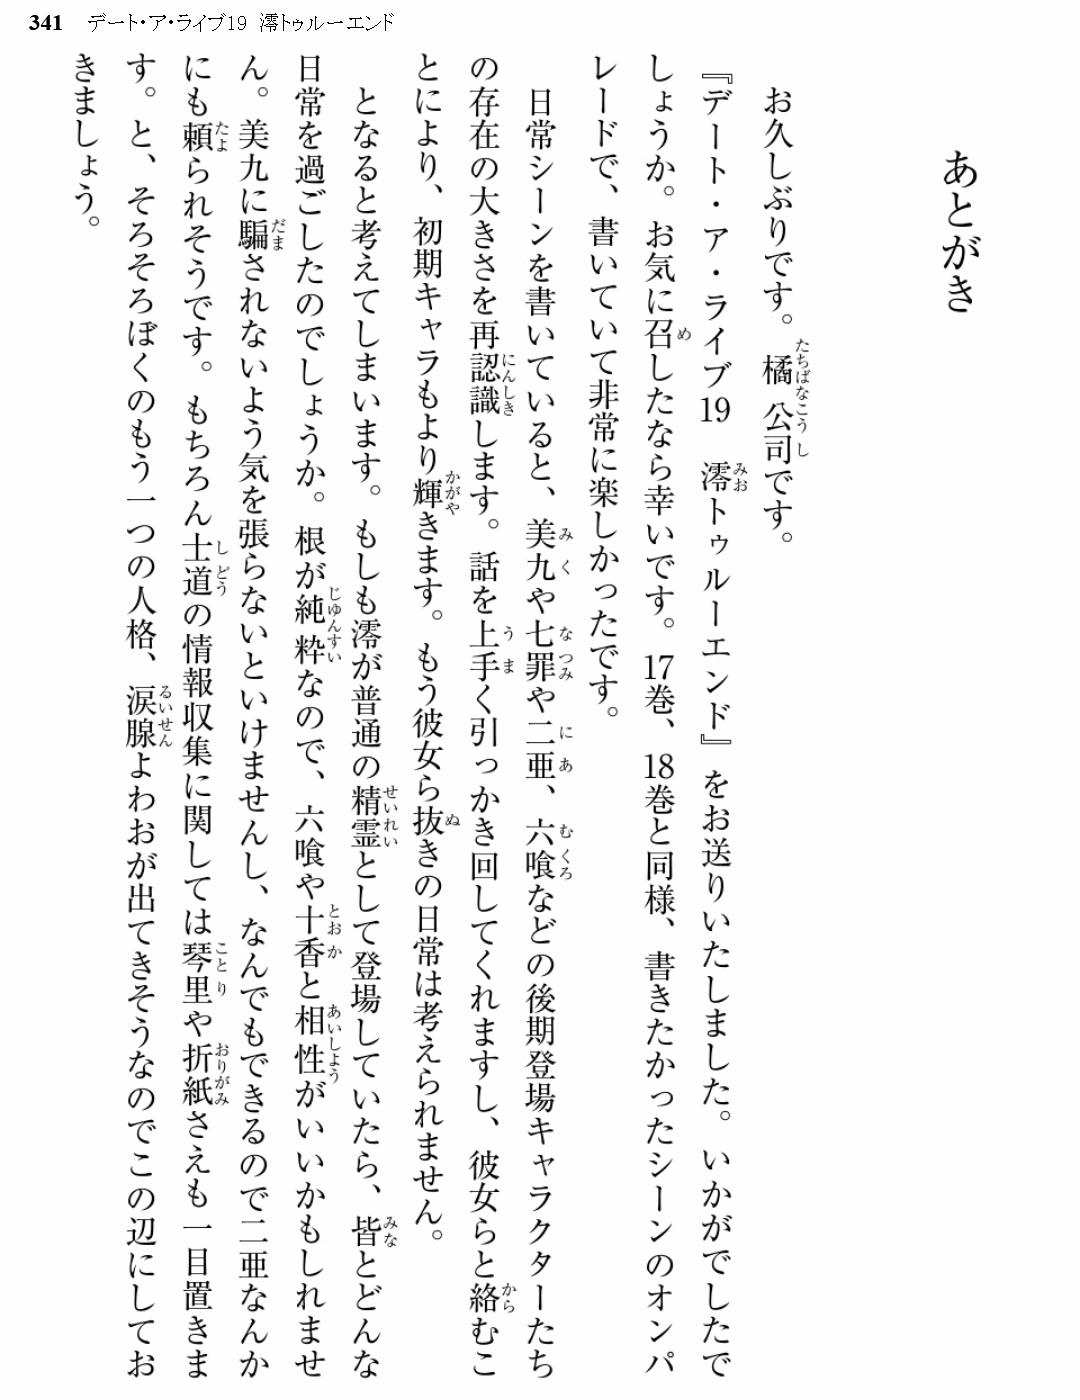 341 デート・ア・ライブ19 澪トゥルーエンド
あとがき
お久しぶりです。橘公司です。
『デート・ア・ライブ19 澪トゥルーエンド』をお送りいたしました。いかがでしたで
しょうか。お気に召したなら幸いです。17巻、18巻と同様、書きたかったシーンのオンパ
レードで、書いていて非常に楽しかったです。
日常シーンを書いていると、美九や七罪や二亜、六喰などの後期登場キャラクターたち
の存在の大きさを再認識します。話を上手く引っかき回してくれますし、彼女らと絡むこ
とにより、初期キャラもより輝きます。もう彼女ら抜きの日常は考えられません。
となると考えてしまいます。もしも澪が普通の精霊として登場していたら、皆とどんな
日常を過ごしたのでしょうか。根が純粋なので、六喰や十香と相性がいいかもしれませ
ん。美九に騙されないよう気を張らないといけませんし、なんでもできるので二亜なんか
にも頼られそうです。もちろん士道の情報収集に関しては琴里や折紙さえも一目置きま
す。と、そろそろぼくのもう一つの人格、涙腺よわおが出てきそうなのでこの辺にしてお
きましょう。